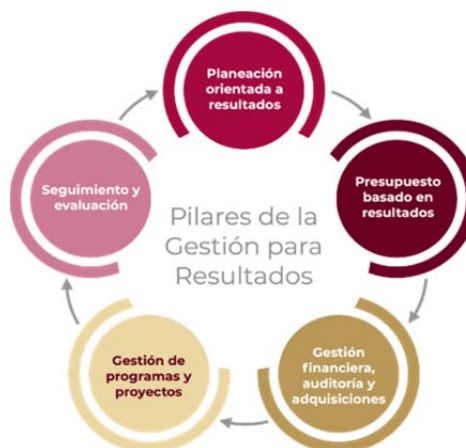 Planeación
orientada a
resultados
Presupuesto
basado en
resultados
Gestión
financiera,
auditoría y
adquisiciones
Gestión de
programas y
proyectos
Seguimiento y
evaluación
Pilares de la
Gestión para
Resultados